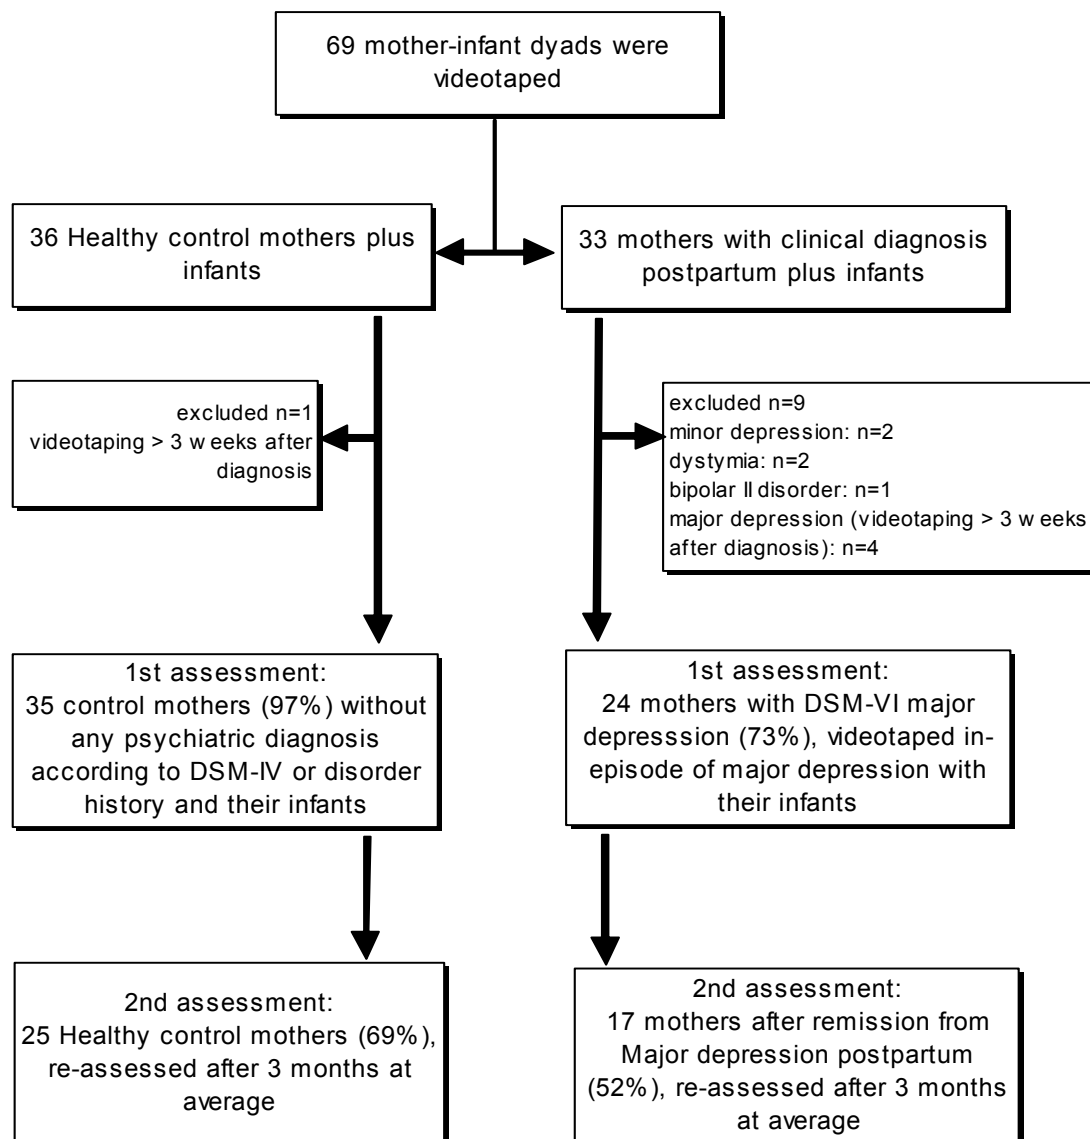 69 mother-infant dyads were
videotaped
36 Healthy control mothers plus
infants
33 mothers with clinical diagnosis
postpartum plus infants
excluded n=1
videotaping > 3 weeks after
diagnosis
excluded n=9
minor depression: n=2
dystymia: n=2
bipolar II disorder: n=1
major depression (videotaping > 3 weeks
after diagnosis): n=4
1st assessment:
35 control mothers (97%) without
any psychiatric diagnosis
according to DSM-IV or disorder
history and their infants
1st assessment:
24 mothers with DSM-VI major
depresssion (73%), videotaped in-
episode of major depression with
their infants
2nd assessment:
25 Healthy control mothers (69%),
re-assessed after 3 months at
average
2nd assessment:
17 mothers after remission from
Major depression postpartum
(52%), re-assessed after 3 months
at average